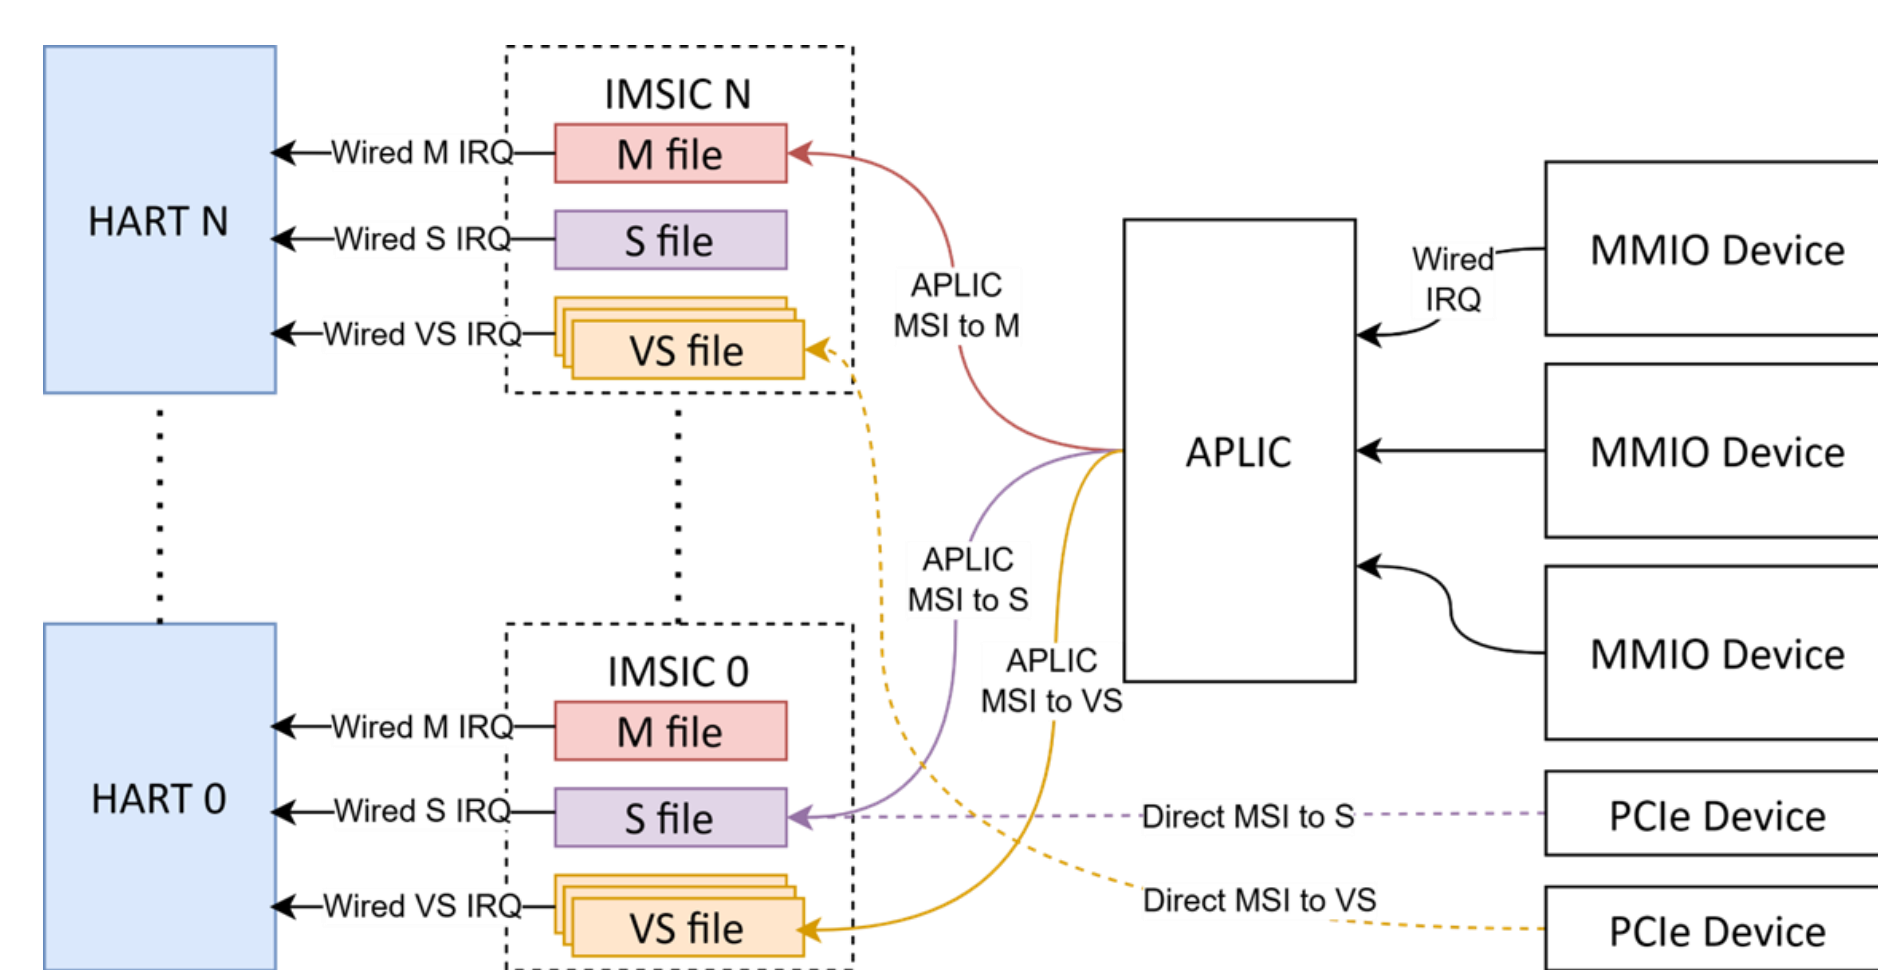 IMSIC N
HART N
Wired M IRQ
M file
Wired S IRQ
S file
Wired VS IRQ
VS file
APLIC
MSI to M
APLIC
MSI to S
APLIC
MSI to VS
APLIC
Wired
IRQ
MMIO Device
MMIO Device
MMIO Device
IMSIC 0
HART 0
Wired M IRQ
M file
Wired S IRQ
S file
Wired VS IRQ
VS file
Direct MSI to S
PCIe Device
Direct MSI to VS
PCIe Device